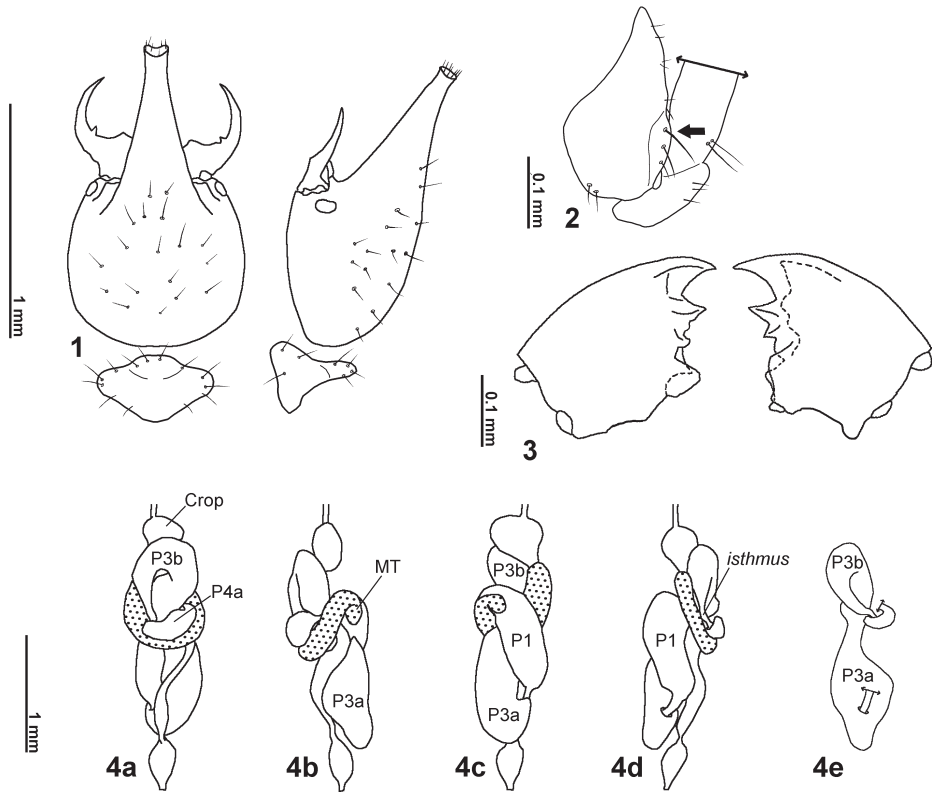 1 mm
1
0.1 mm
2
0.1 mm
3
Crop
P3b
P4a
4a
1 mm
MT
P3a
4b
P3b
P1
P3a
4c
isthmus
P1
4d
P3b
P3a
4e